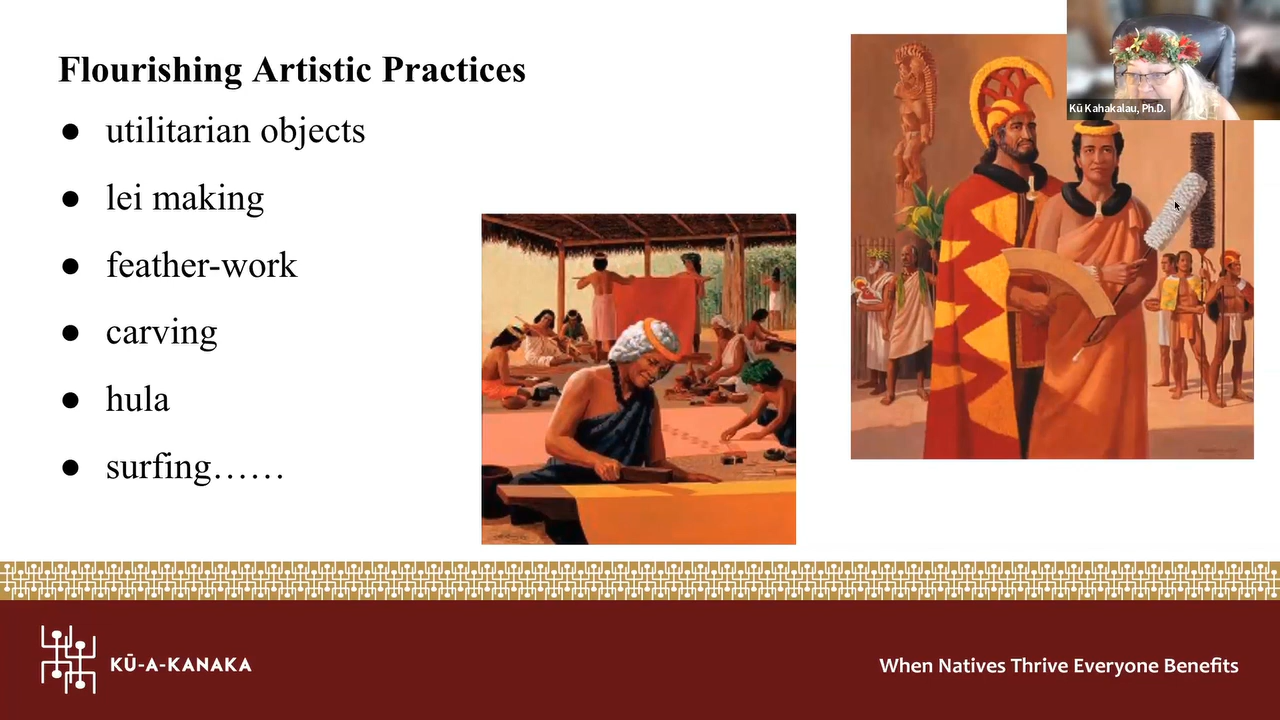 Flourishing Artistic Practices
● utilitarian objects
● lei making
● feather-work
● carving
● hula
● surfing……
Kū Kahakalau, Ph.D.
KŪ-A-KANAKA
When Natives Thrive Everyone Benefits